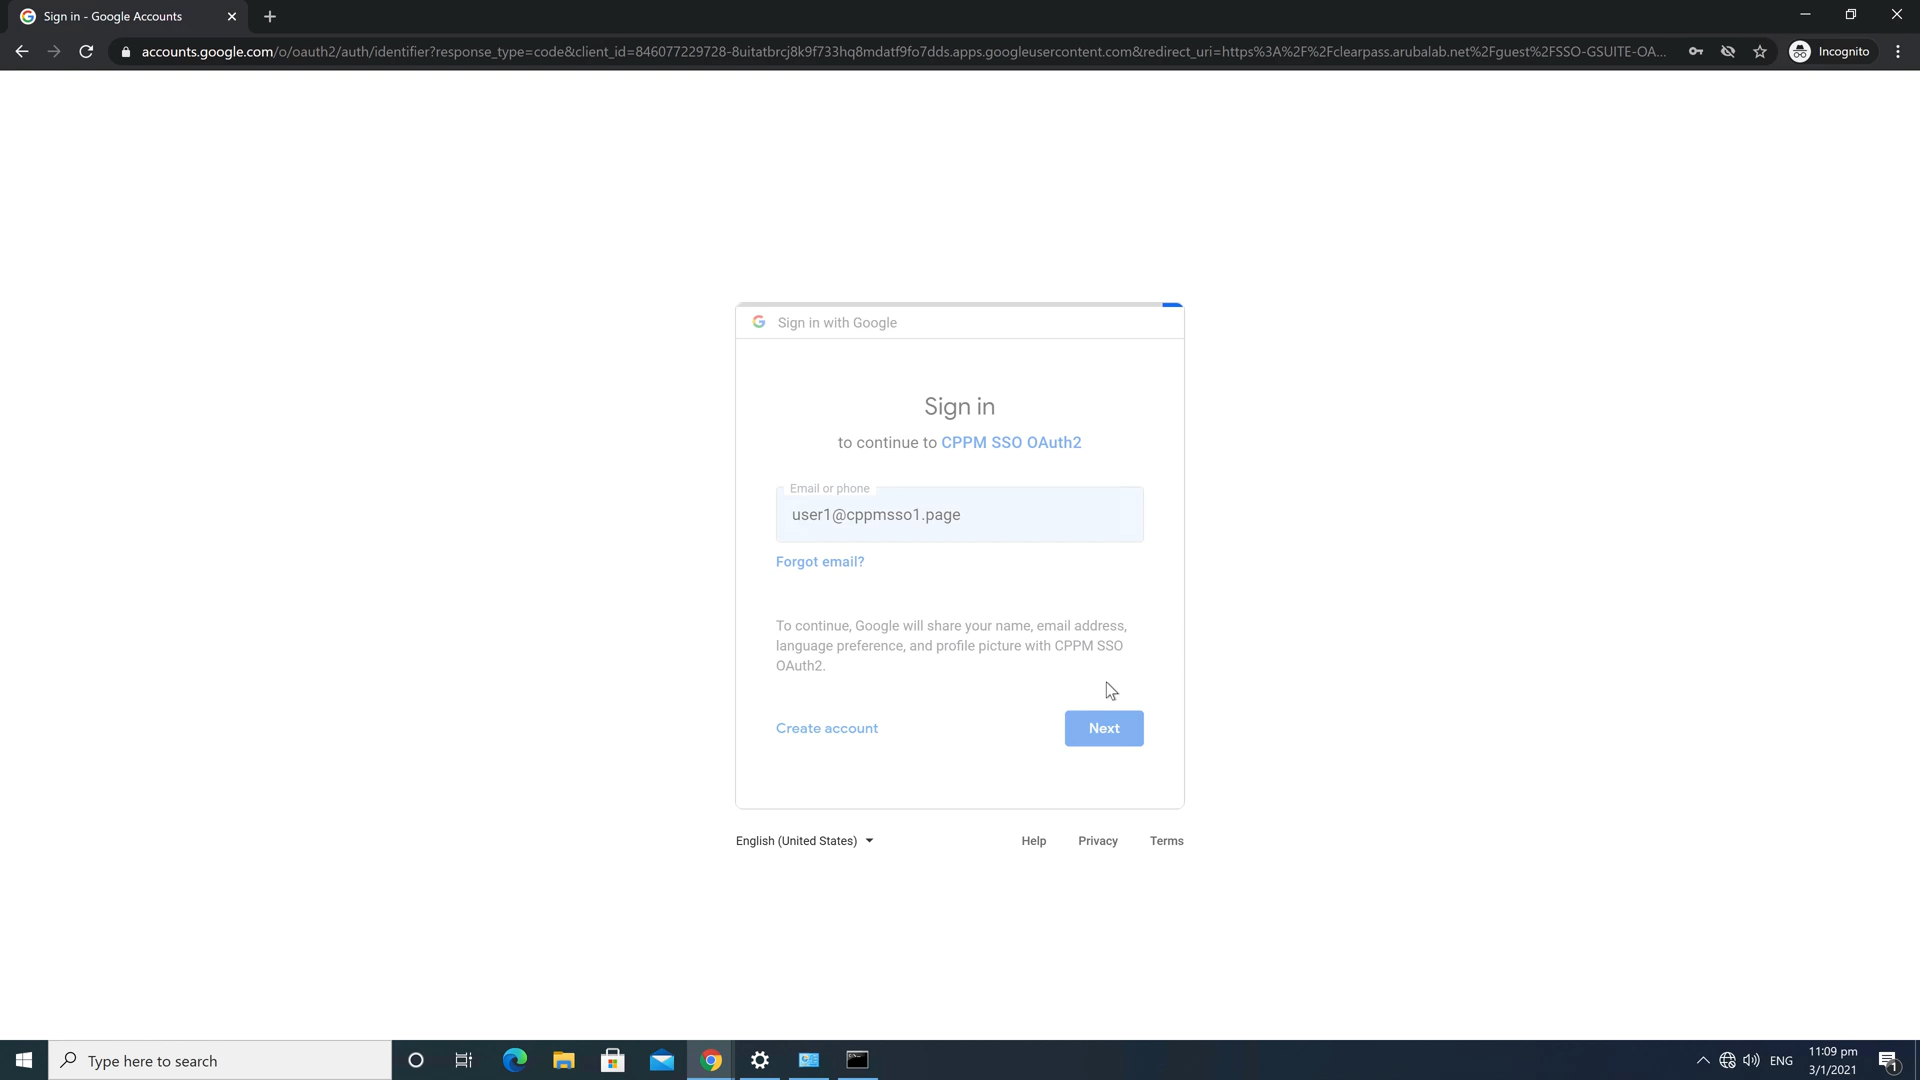 Sign in - Google Accounts
accounts.google.com/o/oauth2/auth/identifier?response_type=code&client_id=846077229728-8uitatbrcj8k9f733hq8mdatf9fo7dds.apps.googleusercontent.com&redirect_uri=https%3A%2F%2Fclearpass.arubalab.net%2Fguest%2FSSO-GSUITE-OA...
Incognito
Sign in with Google
Sign in
to continue to CPPM SSO OAuth2
Email or phone
user1@cppmsso1.page
Forgot email?
To continue, Google will share your name, email address,
language preference, and profile picture with CPPM SSO
OAuth2.
Create account
Next
English (United States)
Help
Privacy
Terms
Type here to search
ENG
11:09 pm
3/1/2021
1